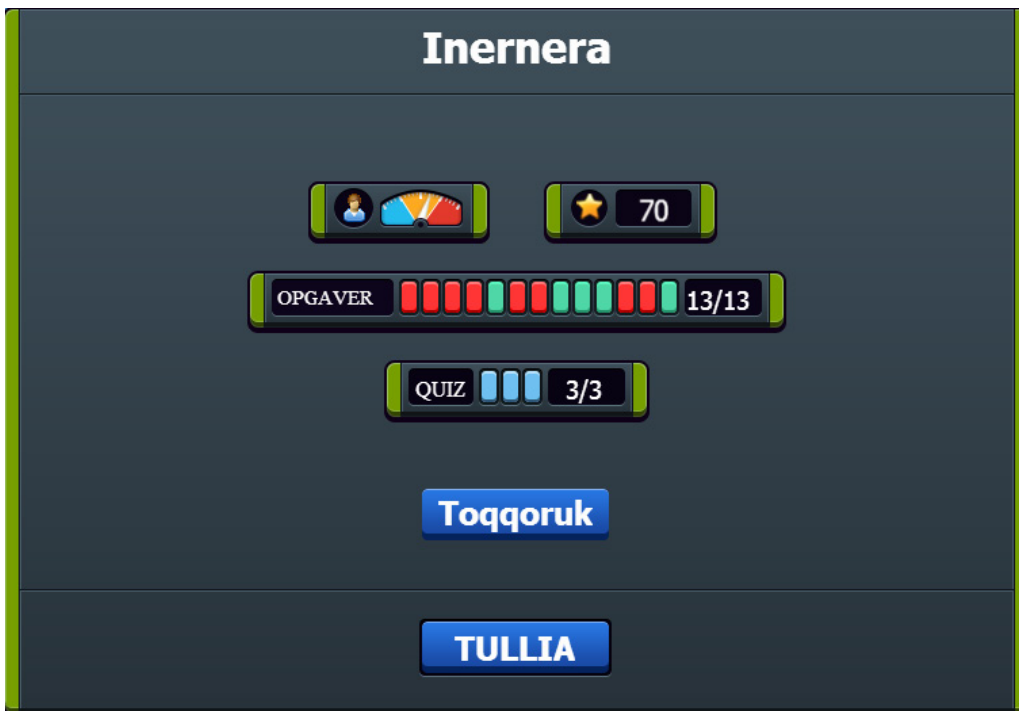 Inernera
70
OPGAVER 13/13
QUIZ 3/3
Toqqoruk
TULLIA